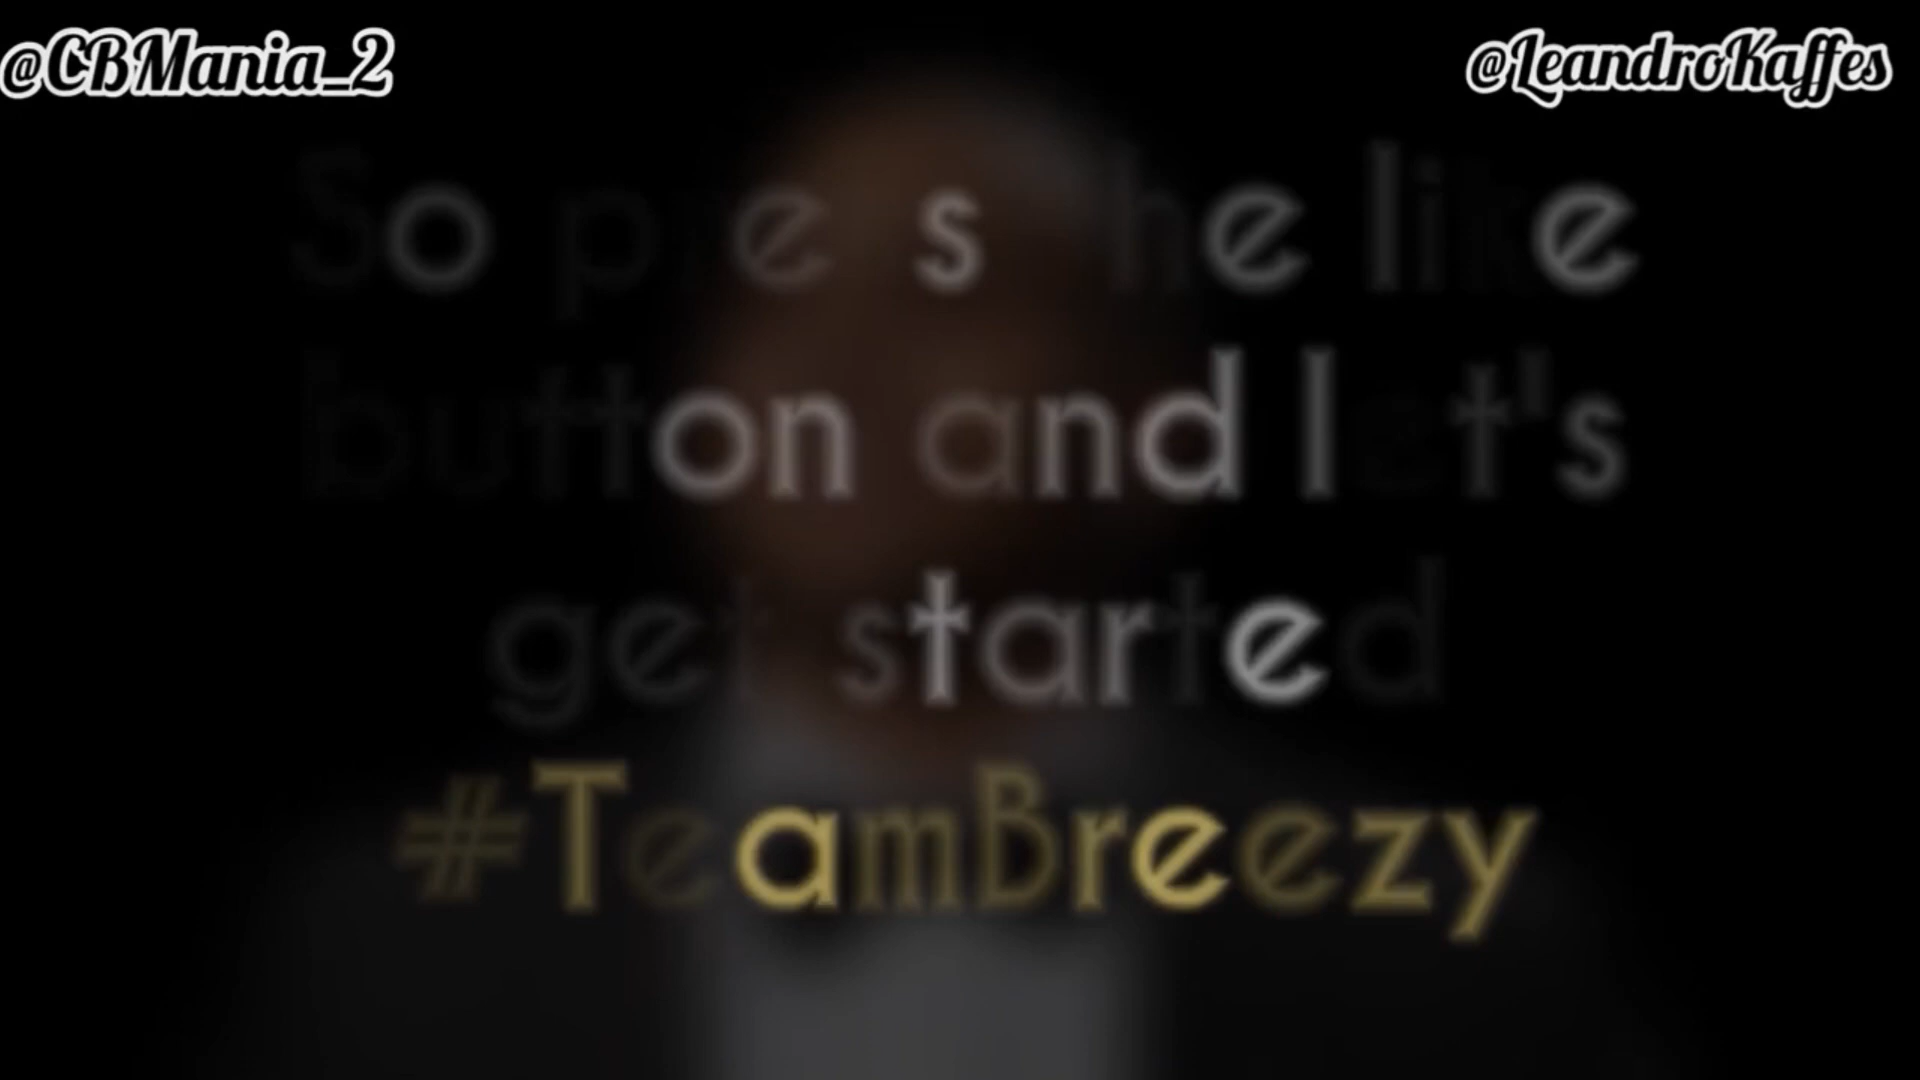 @CBMania_2
@LeandroKaffes
So press the like
button and let's
get started
#TeamBreezy